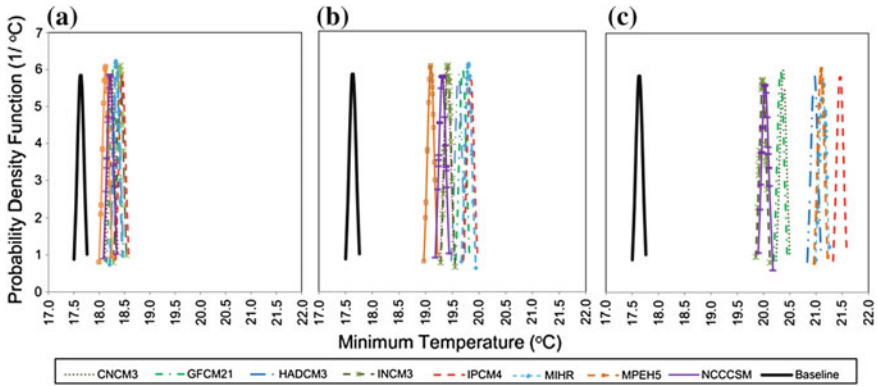 (a) (b) (c)
Probability Density Function (1/ °C)
7
6
5
4
3
2
1
0
17.0 17.5 18.0 18.5 19.0 19.5 20.0 20.5 21.0 21.5 22.0
17.0 17.5 18.0 18.5 19.0 19.5 20.0 20.5 21.0 21.5 22.0
17.0 17.5 18.0 18.5 19.0 19.5 20.0 20.5 21.0 21.5 22.0
Minimum Temperature (°C)
CNCM3 GFCM21 HADCM3 INCM3 IPCM4 MIHR MPEH5 NCCCSM Baseline